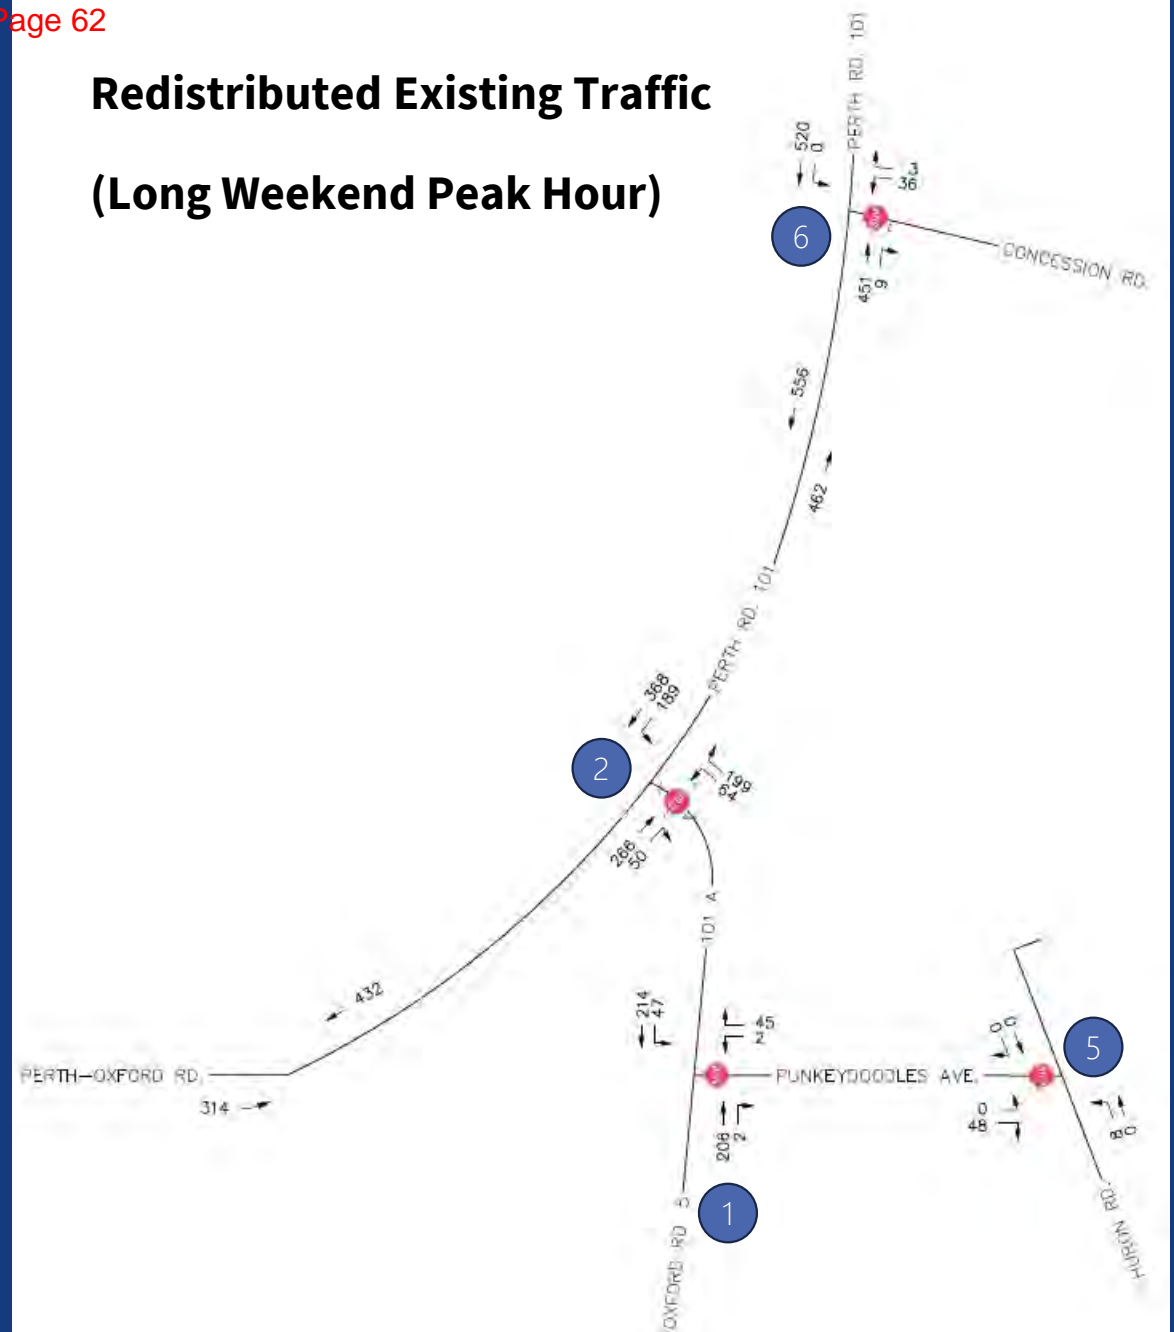 Page 62
Redistributed Existing Traffic
(Long Weekend Peak Hour)
PERTH RD. 101
520
0
3
36
6
CONCESSION RD.
451
9
556
462
PERTH RD. 101
368
189
2
199
64
266
50
101 A
432
214
47
45
2
0
0
5
PERTH-OXFORD RD.
PUNKEYDOODLES AVE.
314
0
48
8
0
206
2
1
OXFORD RD 5
HURON RD.